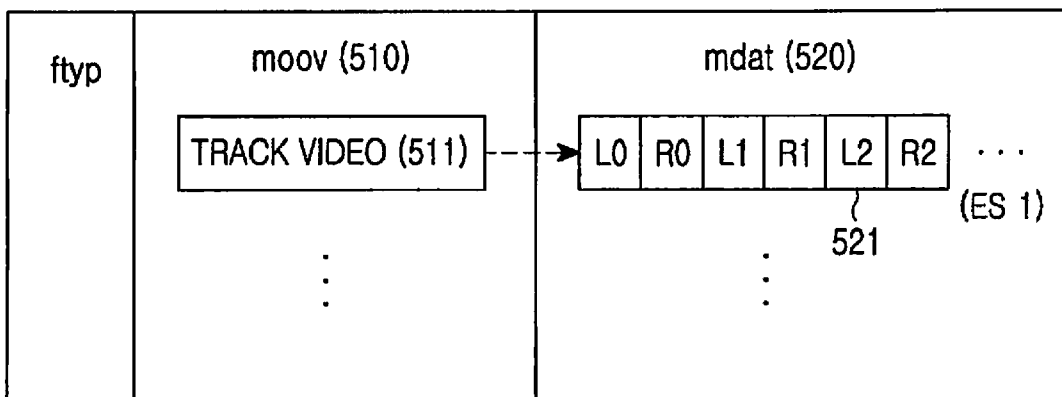 ftyp
moov (510)
mdat (520)
TRACK VIDEO (511)
L0 R0 L1 R1 L2 R2 ...
(ES 1)
521